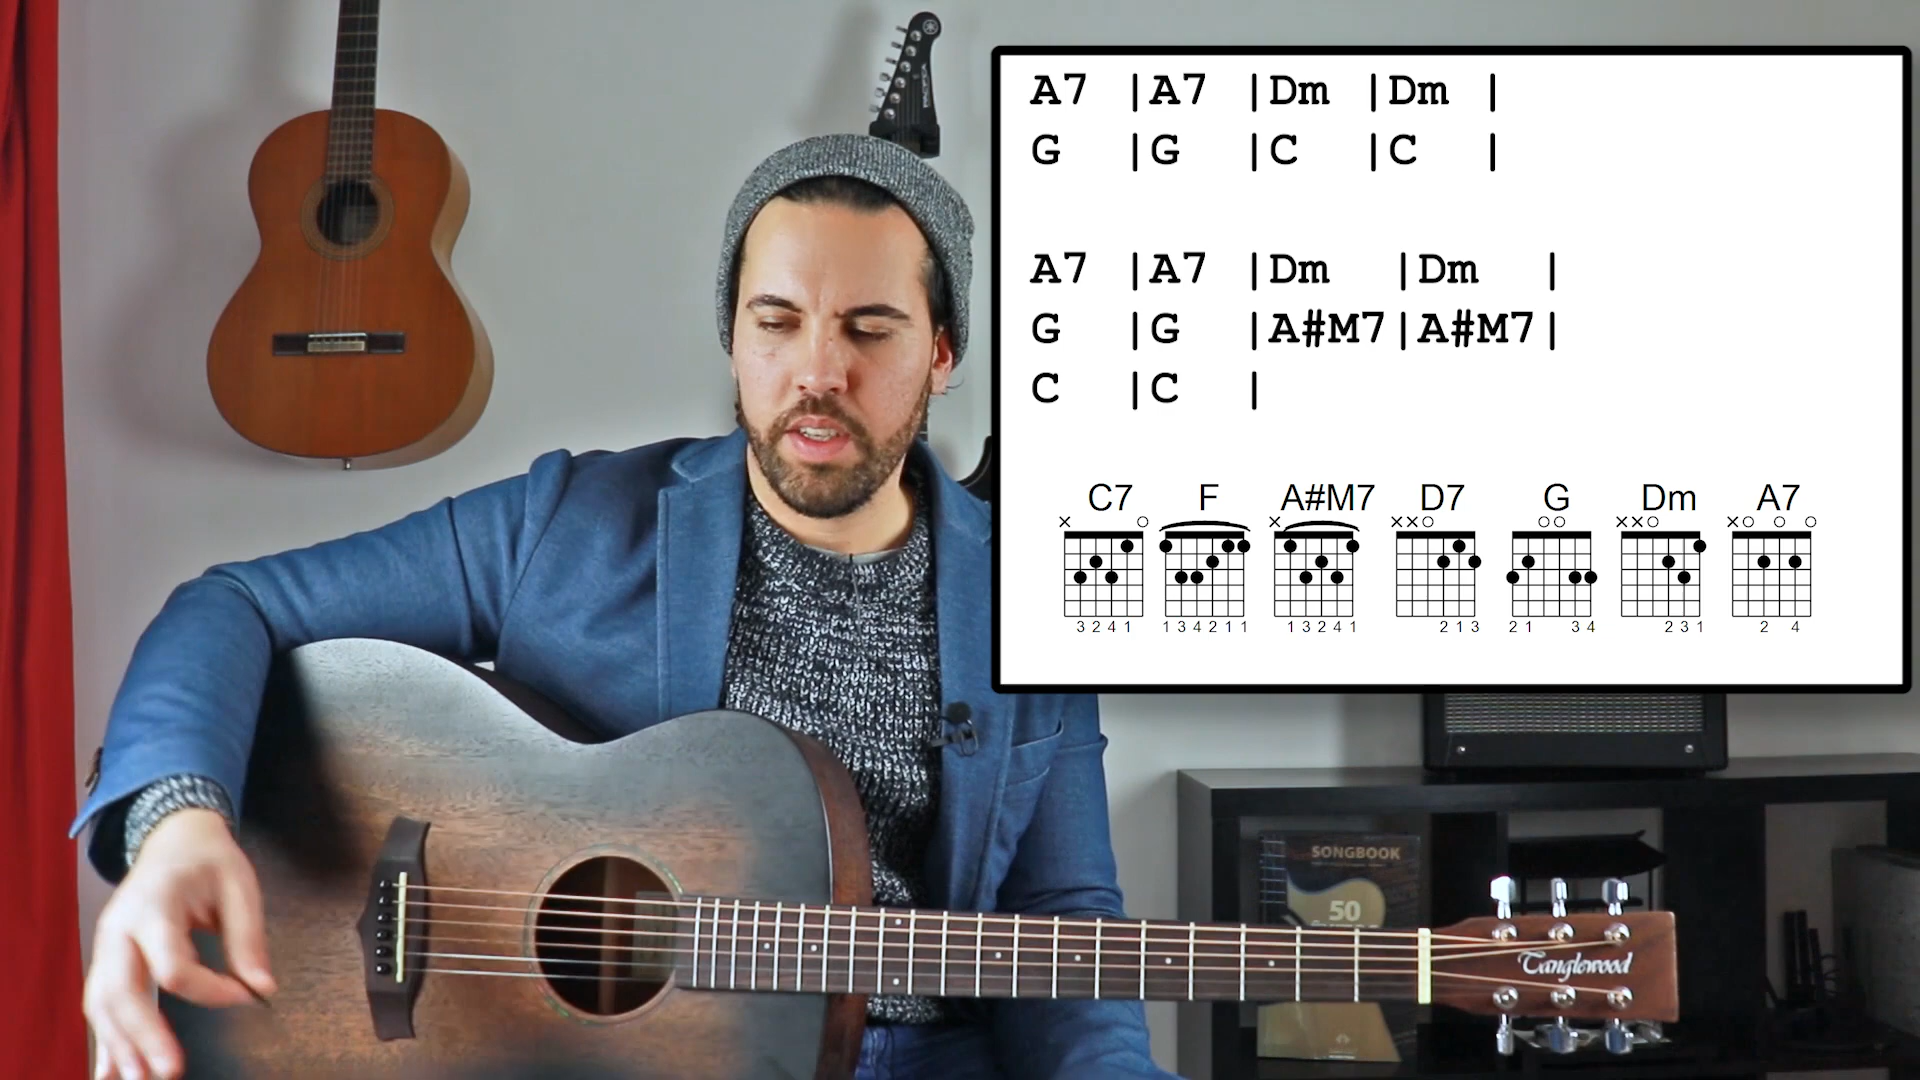 A7 |A7 |Dm |Dm |
G |G |C |C |
A7 |A7 |Dm |Dm |
G |G |A#M7|A#M7|
C |C |
C7 F A#M7 D7 G Dm A7
3 2 4 1 1 3 4 2 1 1 1 3 2 4 1 2 1 3 2 1 3 4 2 3 1 2 4
PACIFICA
SONGBOOK
50
Tanglewood